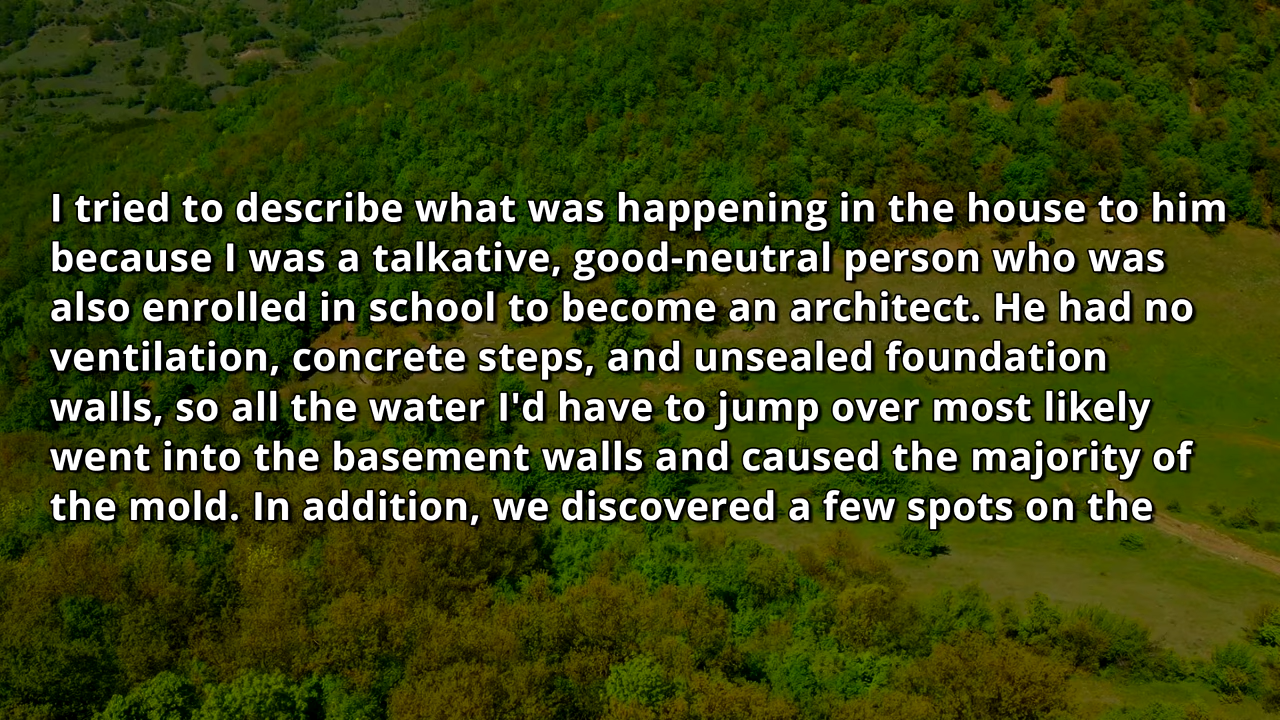 I tried to describe what was happening in the house to him
because I was a talkative, good-neutral person who was
also enrolled in school to become an architect. He had no
ventilation, concrete steps, and unsealed foundation
walls, so all the water I'd have to jump over most likely
went into the basement walls and caused the majority of
the mold. In addition, we discovered a few spots on the